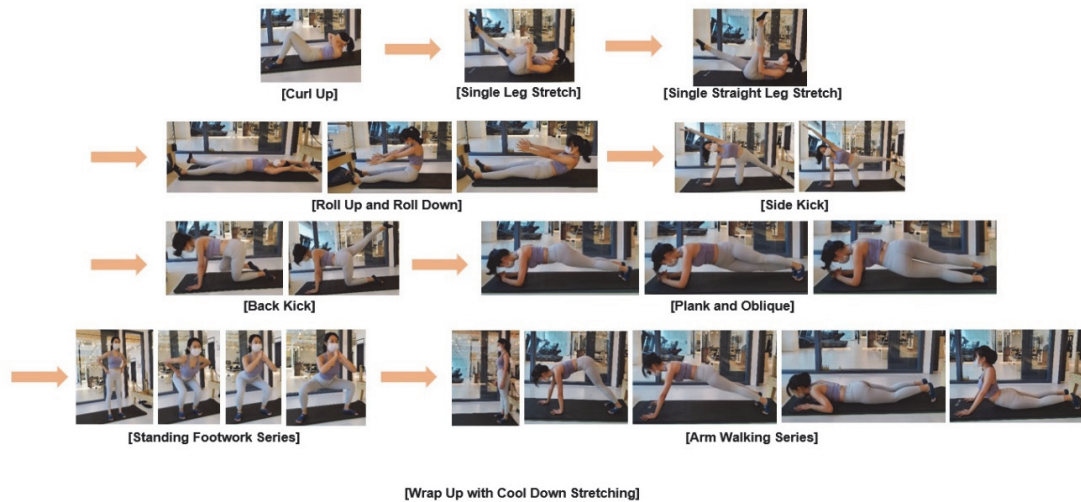 [Curl Up]
[Single Leg Stretch]
[Single Straight Leg Stretch]
[Roll Up and Roll Down]
[Side Kick]
[Back Kick]
[Plank and Oblique]
[Standing Footwork Series]
[Arm Walking Series]
[Wrap Up with Cool Down Stretching]